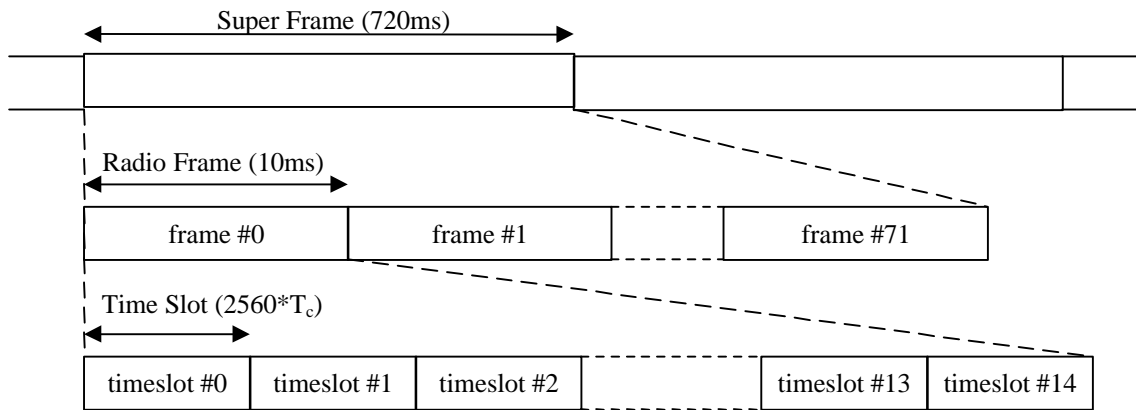 Super Frame (720ms)
Radio Frame (10ms)
frame #0 frame #1 frame #71
Time Slot (2560*Tc)
timeslot #0 timeslot #1 timeslot #2 timeslot #13 timeslot #14